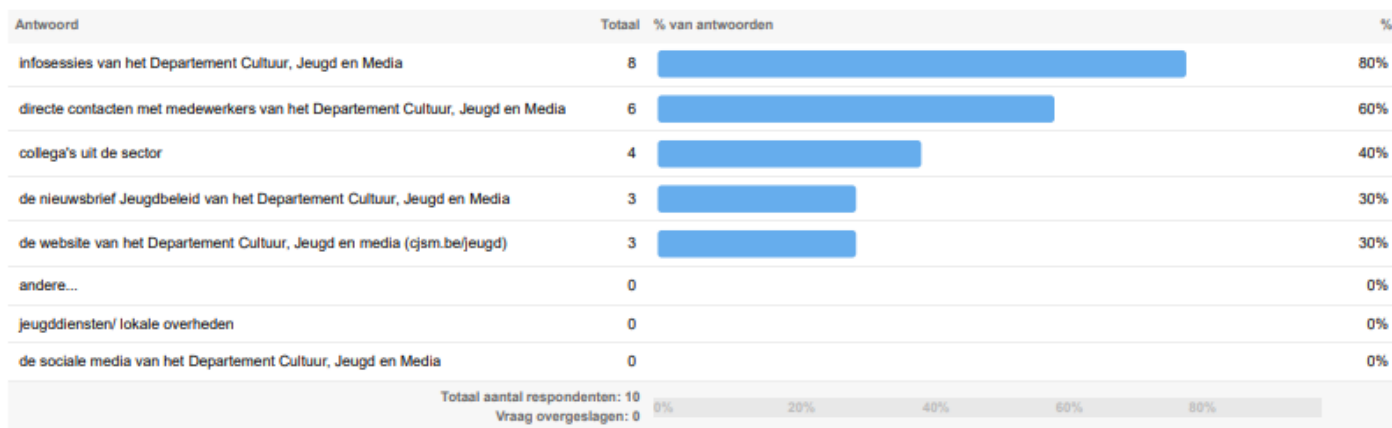 Antwoord Totaal % van antwoorden %
infosessies van het Departement Cultuur, Jeugd en Media 8 80%
directe contacten met medewerkers van het Departement Cultuur, Jeugd en Media 6 60%
collega's uit de sector 4 40%
de nieuwsbrief Jeugdbeleid van het Departement Cultuur, Jeugd en Media 3 30%
de website van het Departement Cultuur, Jeugd en media (cjsm.be/jeugd) 3 30%
andere... 0 0%
jeugddiensten/ lokale overheden 0 0%
de sociale media van het Departement Cultuur, Jeugd en Media 0 0%
Totaal aantal respondenten: 10
Vraag overgeslagen: 0
0% 20% 40% 60% 80%